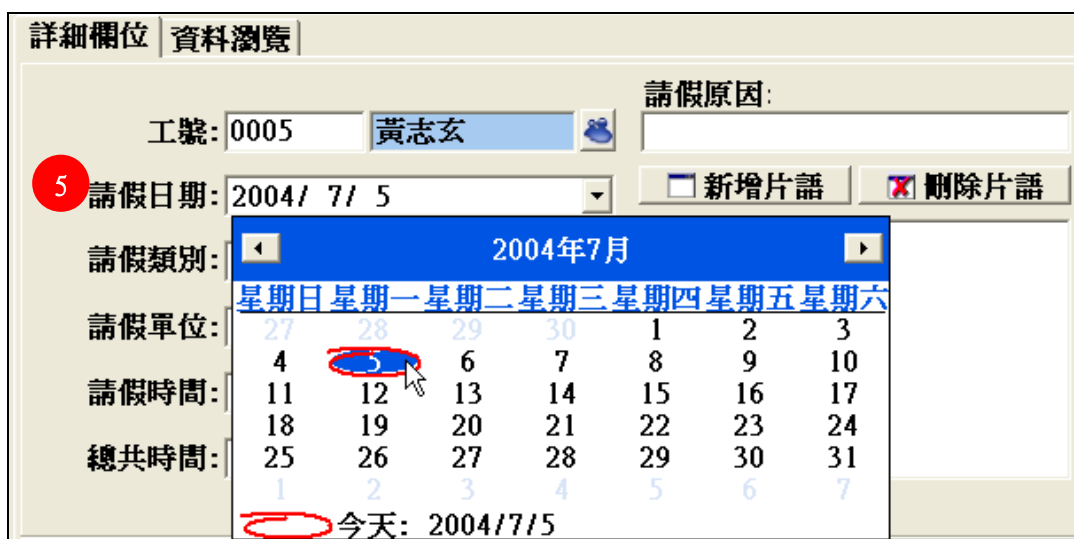 詳細欄位 資料瀏覽
請假原因:
工號: 0005 黃志玄
5 請假日期: 2004/ 7/ 5 新增片語 刪除片語
請假類別:
2004年7月
星期日 星期一 星期二 星期三 星期四 星期五 星期六
請假單位:
27 28 29 30 1 2 3
4 5 6 7 8 9 10
請假時間:
11 12 13 14 15 16 17
18 19 20 21 22 23 24
總共時間:
25 26 27 28 29 30 31
1 2 3 4 5 6 7
今天: 2004/7/5